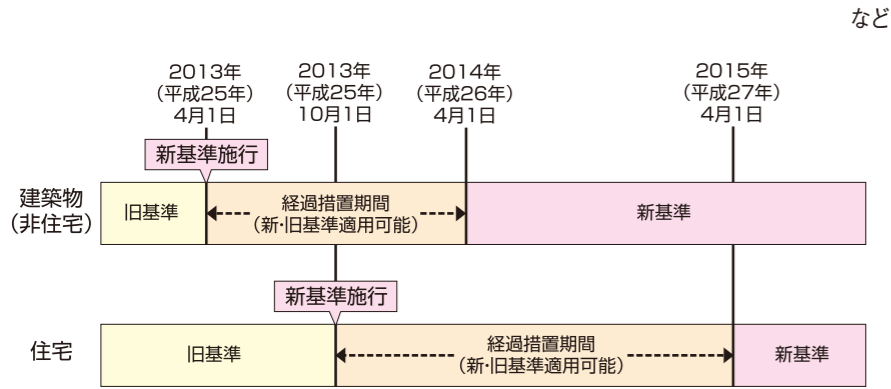 など
2013年
(平成25年)
4月1日
2013年
(平成25年)
10月1日
2014年
(平成26年)
4月1日
2015年
(平成27年)
4月1日
新基準施行
建築物
(非住宅)
旧基準
経過措置期間
(新・旧基準適用可能)
新基準
新基準施行
住宅
旧基準
経過措置期間
(新・旧基準適用可能)
新基準